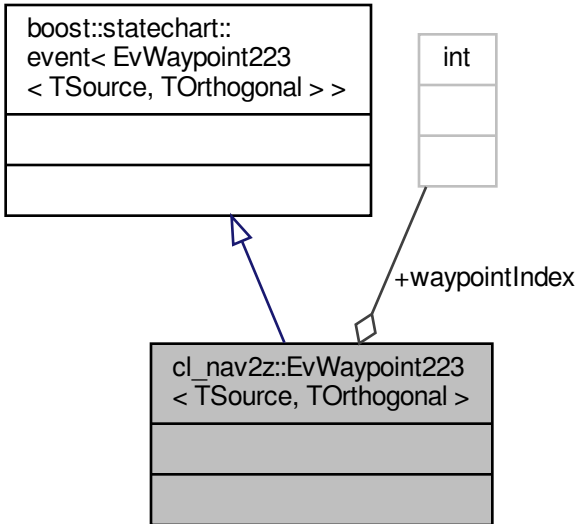 boost::statechart::
event< EvWaypoint223
< TSource, TOrthogonal > >
int
+waypointIndex
cl_nav2z::EvWaypoint223
< TSource, TOrthogonal >